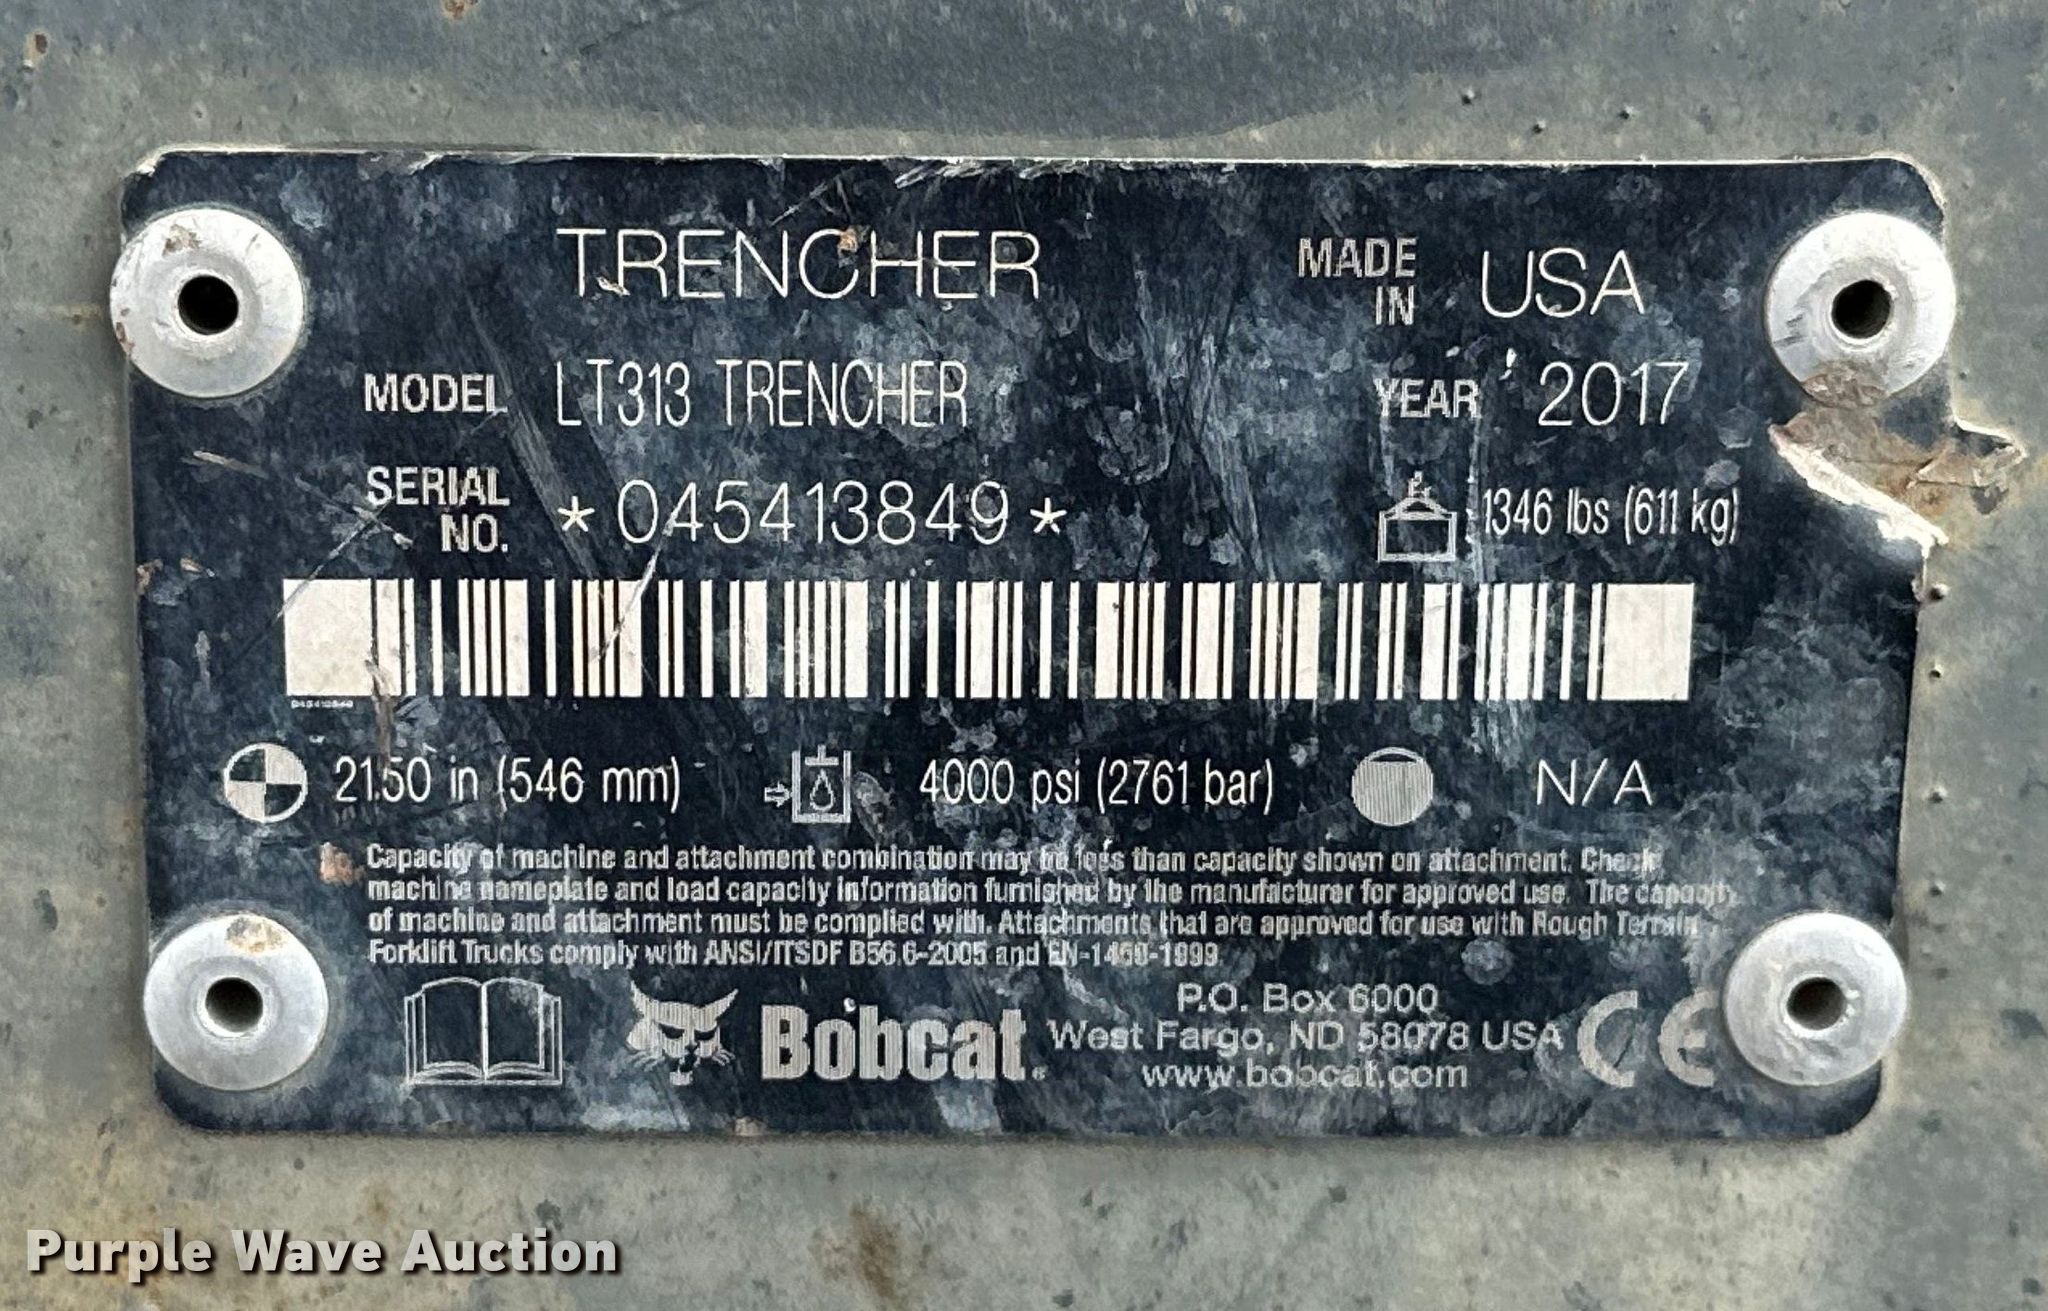 TRENCHER MADE IN USA
MODEL LT313 TRENCHER YEAR 2017
SERIAL NO. *045413849* 1346 lbs (611 kg)
045413849
21.50 in (546 mm) 4000 psi (2761 bar) N/A
Capacity of machine and attachment combination may be less than capacity shown on attachment. Check
machine nameplate and load capacity information furnished by the manufacturer for approved use. The capacity
of machine and attachment must be complied with. Attachments that are approved for use with Rough Terrain
Forklift Trucks comply with ANSI/ITSDF B56.6-2005 and EN-1459-1999.
Bobcat®
P.O. Box 6000
West Fargo, ND 58078 USA
www.bobcat.com
CE
Purple Wave Auction